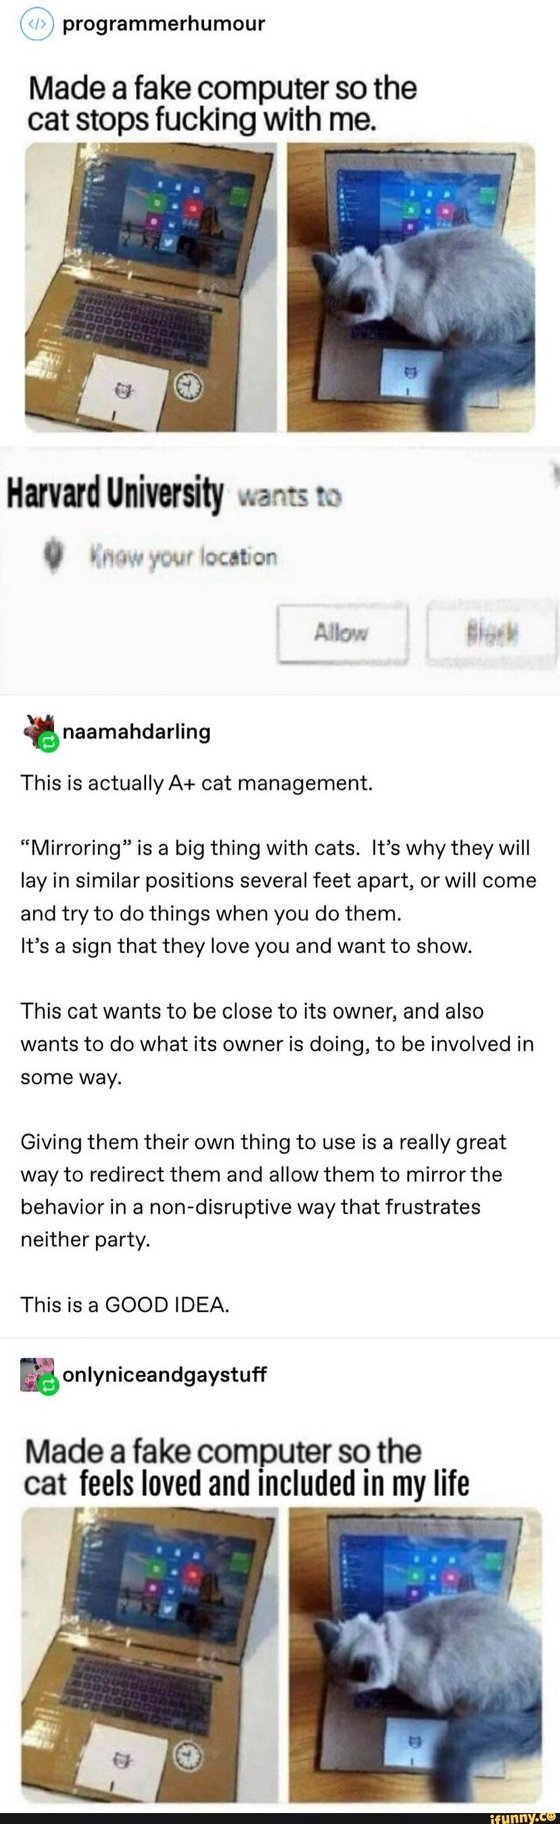 programmerhumour
Made a fake computer so the
cat stops fucking with me.
Harvard University wants to
Know your location
Allow
Block
naamahdarling
This is actually A+ cat management.
“Mirroring” is a big thing with cats. It’s why they will
lay in similar positions several feet apart, or will come
and try to do things when you do them.
It’s a sign that they love you and want to show.
This cat wants to be close to its owner, and also
wants to do what its owner is doing, to be involved in
some way.
Giving them their own thing to use is a really great
way to redirect them and allow them to mirror the
behavior in a non-disruptive way that frustrates
neither party.
This is a GOOD IDEA.
onlyniceandgaystuff
Made a fake computer so the
cat feels loved and included in my life
ifunny.co